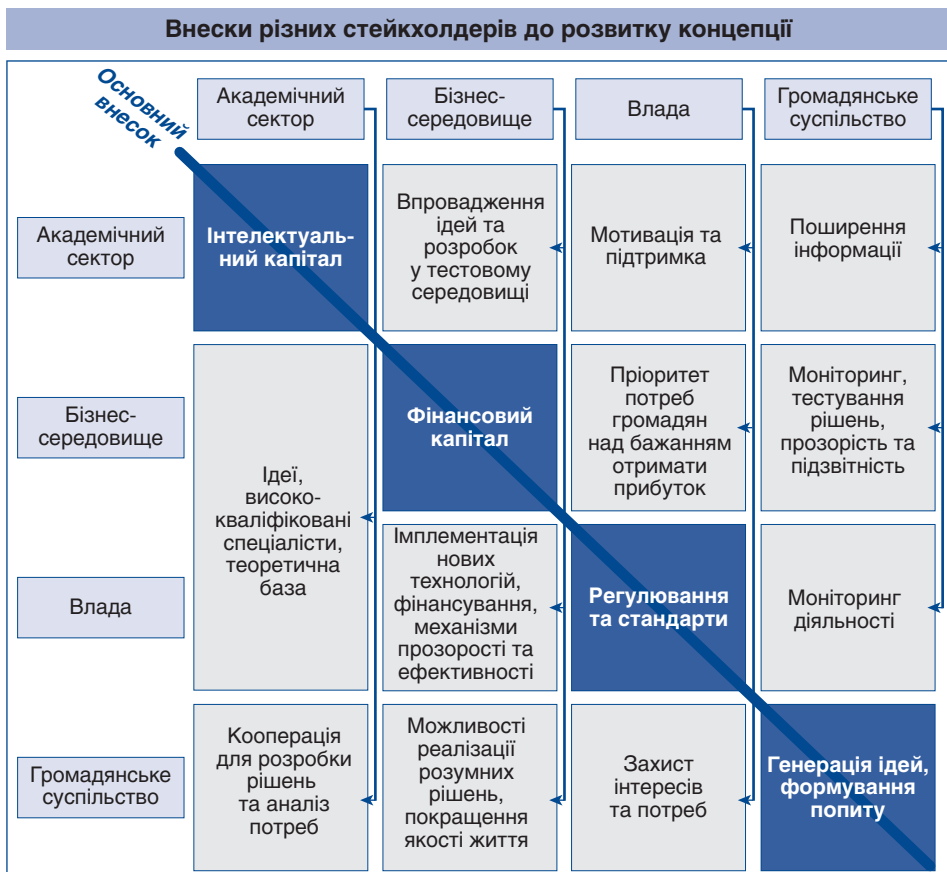 Внески різних стейкхолдерів до розвитку концепції
Основний
внесок
Академічний
сектор
Бізнес-
середовище
Влада
Громадянське
суспільство
Академічний
сектор
Інтелектуаль-
ний капітал
Впровадження
ідей та
розробок
у тестовому
середовищі
Мотивація та
підтримка
Поширення
інформації
Бізнес-
середовище
Ідеї,
високо-
кваліфіковані
спеціалісти,
теоретична
база
Фінансовий
капітал
Пріоритет
потреб
громадян
над бажанням
отримати
прибуток
Моніторинг,
тестування
рішень,
прозорість та
підзвітність
Влада
Імплементація
нових
технологій,
фінансування,
механізми
прозорості та
ефективності
Регулювання
та стандарти
Моніторинг
діяльності
Громадянське
суспільство
Кооперація
для розробки
рішень
та аналіз
потреб
Можливості
реалізації
розумних
рішень,
покращення
якості життя
Захист
інтересів
та потреб
Генерація ідей,
формування
попиту